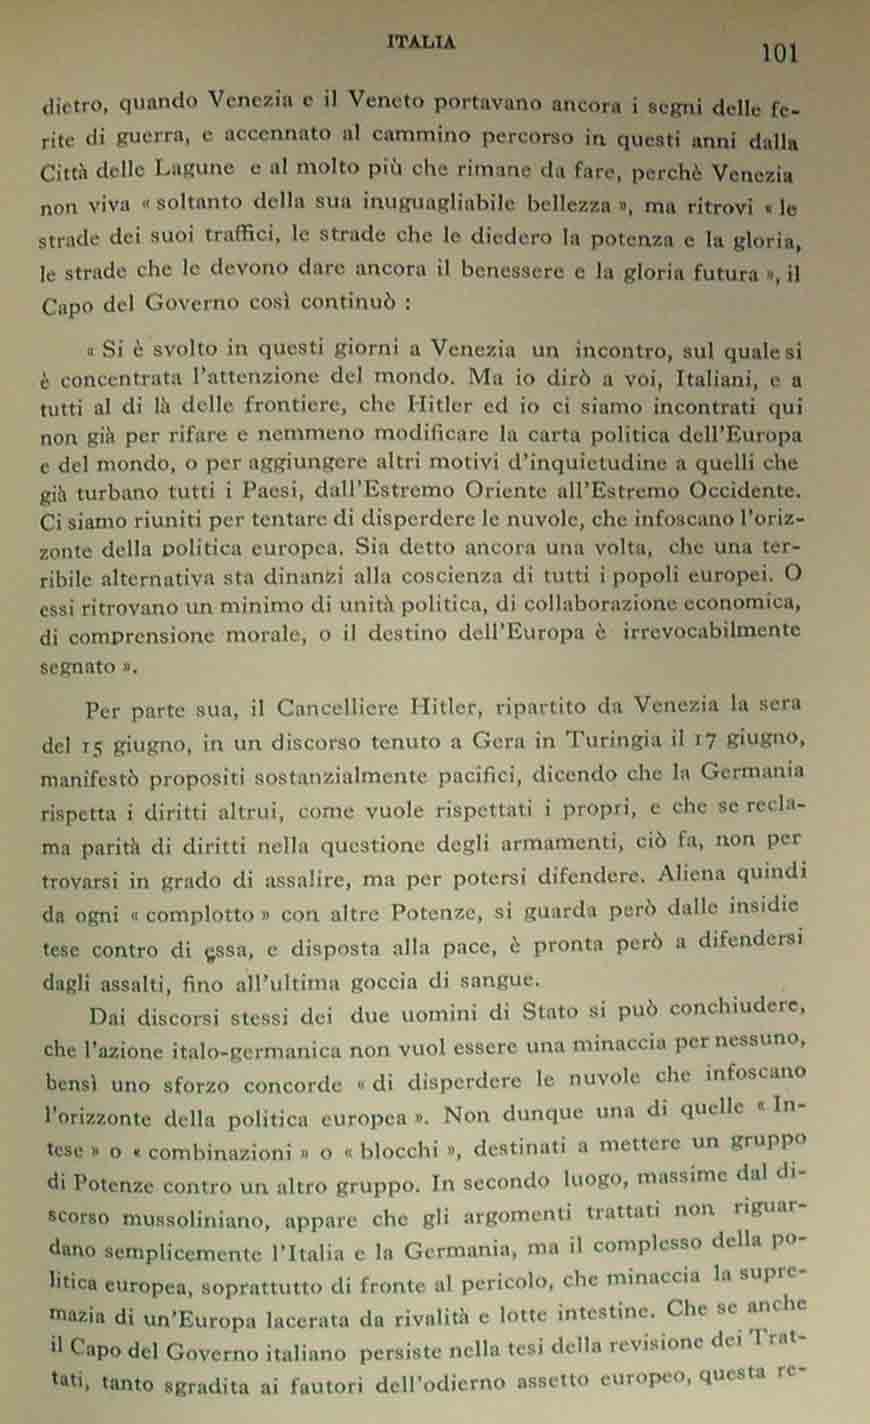 ITALIA
101
dietro, quando Venezia e il Veneto portavano ancora i segni delle fe-
rite di guerra, e accennato al cammino percorso in questi anni dalla
Città delle Lagune e al molto più che rimane da fare, perchè Venezia
non viva « soltanto della sua inuguagliabile bellezza », ma ritrovi « le
strade dei suoi traffici, le strade che le diedero la potenza e la gloria,
le strade che le devono dare ancora il benessere e la gloria futura », il
Capo del Governo così continuò :
« Si è svolto in questi giorni a Venezia un incontro, sul quale si
è concentrata l'attenzione del mondo. Ma io dirò a voi, Italiani, e a
tutti al di là delle frontiere, che Hitler ed io ci siamo incontrati qui
non già per rifare e nemmeno modificare la carta politica dell'Europa
e del mondo, o per aggiungere altri motivi d'inquietudine a quelli che
già turbano tutti i Paesi, dall'Estremo Oriente all'Estremo Occidente.
Ci siamo riuniti per tentare di disperdere le nuvole, che infoscano l'oriz-
zonte della politica europea. Sia detto ancora una volta, che una ter-
ribile alternativa sta dinanzi alla coscienza di tutti i popoli europei. O
essi ritrovano un minimo di unità politica, di collaborazione economica,
di comprensione morale, o il destino dell'Europa è irrevocabilmente
segnato ».
Per parte sua, il Cancelliere Hitler, ripartito da Venezia la sera
del 15 giugno, in un discorso tenuto a Gera in Turingia il 17 giugno,
manifestò propositi sostanzialmente pacifici, dicendo che la Germania
rispetta i diritti altrui, come vuole rispettati i propri, e che se recla-
ma parità di diritti nella questione degli armamenti, ciò fa, non per
trovarsi in grado di assalire, ma per potersi difendere. Aliena quindi
da ogni « complotto » con altre Potenze, si guarda però dalle insidie
tese contro di essa, e disposta alla pace, è pronta però a difendersi
dagli assalti, fino all'ultima goccia di sangue.
Dai discorsi stessi dei due uomini di Stato si può conchiudere,
che l'azione italo-germanica non vuol essere una minaccia per nessuno,
bensì uno sforzo concorde « di disperdere le nuvole che infoscano
l'orizzonte della politica europea ». Non dunque una di quelle « In-
tese » o « combinazioni » o « blocchi », destinati a mettere un gruppo
di Potenze contro un altro gruppo. In secondo luogo, massime dal di-
scorso mussoliniano, appare che gli argomenti trattati non riguar-
dano semplicemente l'Italia e la Germania, ma il complesso della po-
litica europea, soprattutto di fronte al pericolo, che minaccia la supre-
mazia di un'Europa lacerata da rivalità e lotte intestine. Che se anche
il Capo del Governo italiano persiste nella tesi della revisione dei Trat-
tati, tanto sgradita ai fautori dell'odierno assetto europeo, questa re-